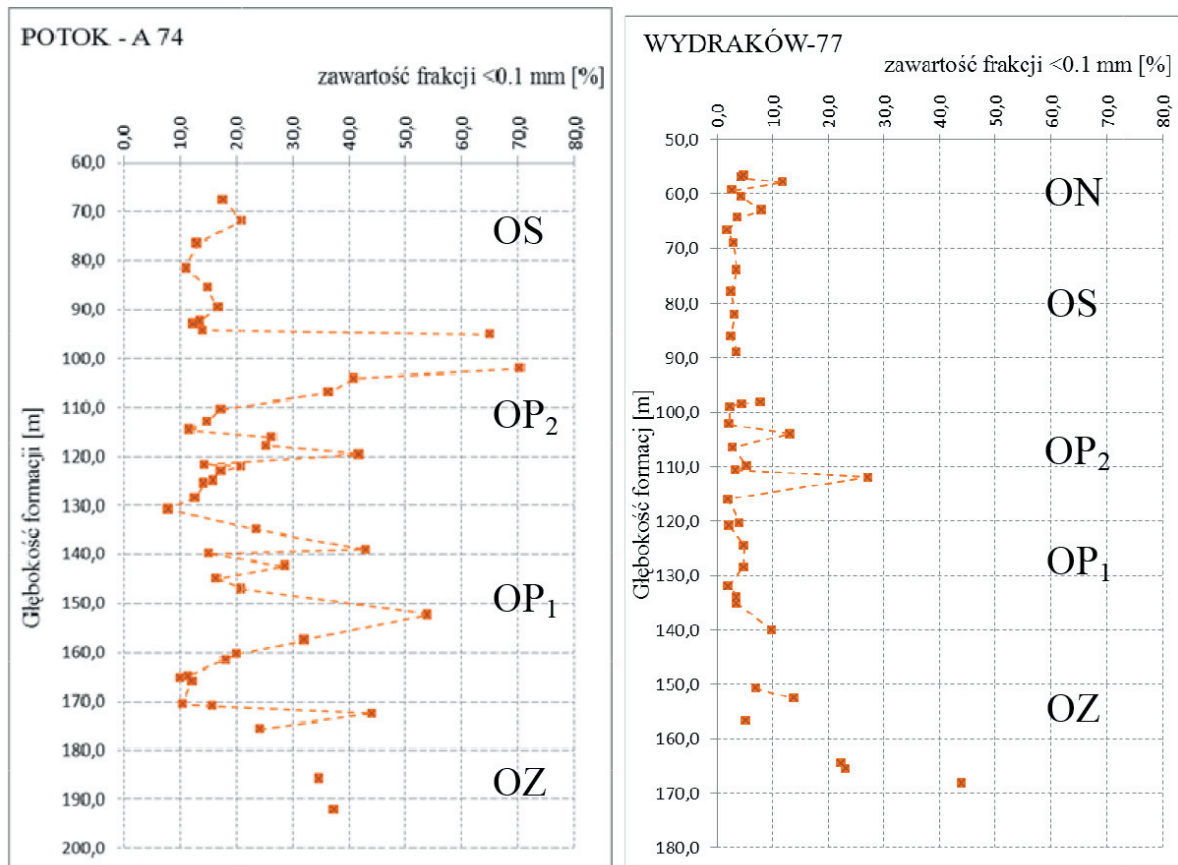 POTOK - A 74
zawartość frakcji <0.1 mm [%]
0,0 10,0 20,0 30,0 40,0 50,0 60,0 70,0 80,0
60,0
70,0
80,0
90,0
100,0
110,0
120,0
130,0
140,0
150,0
160,0
170,0
180,0
190,0
200,0
Głębokość formacji [m]
OS
OP2
OP1
OZ
WYDRAKÓW-77
zawartość frakcji <0.1 mm [%]
0,0 10,0 20,0 30,0 40,0 50,0 60,0 70,0 80,0
50,0
60,0
70,0
80,0
90,0
100,0
110,0
120,0
130,0
140,0
150,0
160,0
170,0
180,0
Głębokość formacj [m]
ON
OS
OP2
OP1
OZ